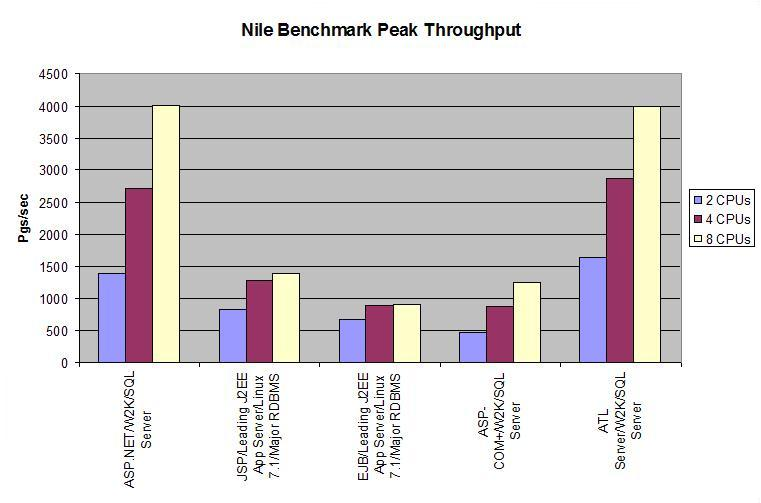 Nile Benchmark Peak Throughput
4500
4000
3500
3000
2500
2000
1500
1000
500
0
Pgs/sec
ASP.NET/W2K/SQL
Server
JSP/Leading J2EE
App Server/Linux
7.1/Major RDBMS
EJB/Leading J2EE
App Server/Linux
7.1/Major RDBMS
ASP-
COM+/W2K/SQL
Server
ATL
Server/W2K/SQL
Server
2 CPUs
4 CPUs
8 CPUs